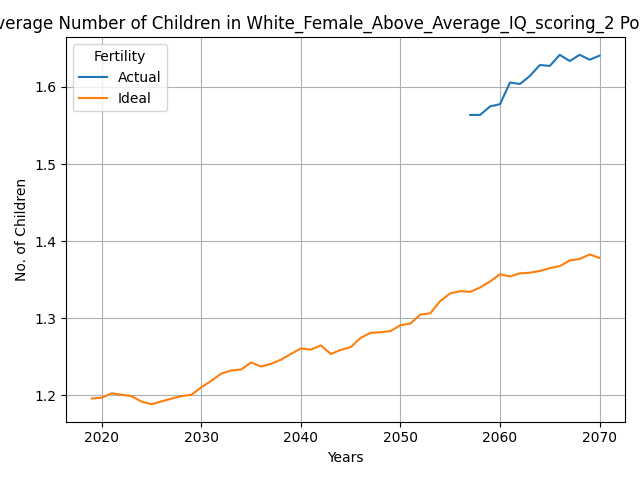 verage Number of Children in White_Female_Above_Average_IQ_scoring_2 Po
Fertility
Actual
Ideal
No. of Children
1.6
1.5
1.4
1.3
1.2
2020 2030 2040 2050 2060 2070
Years